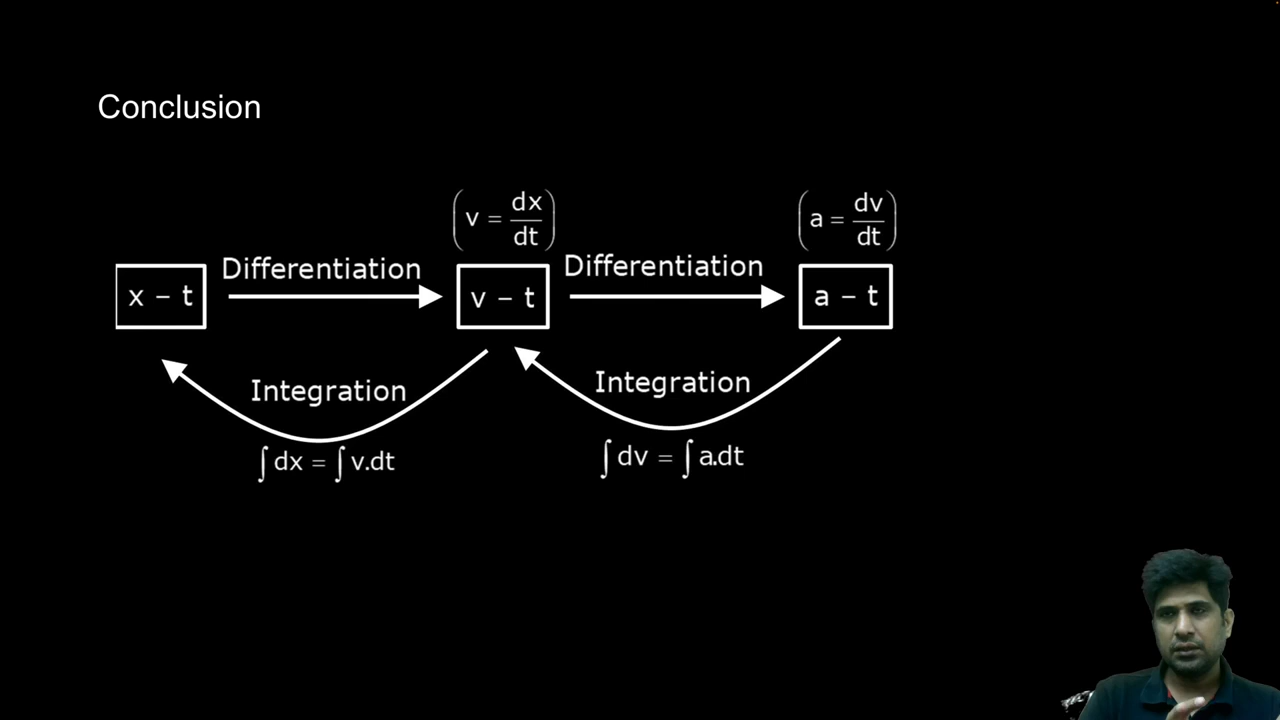 Conclusion
(v = dx/dt)
(a = dv/dt)
Differentiation
Differentiation
x – t
v – t
a – t
Integration
Integration
∫dx = ∫v.dt
∫dv = ∫a.dt